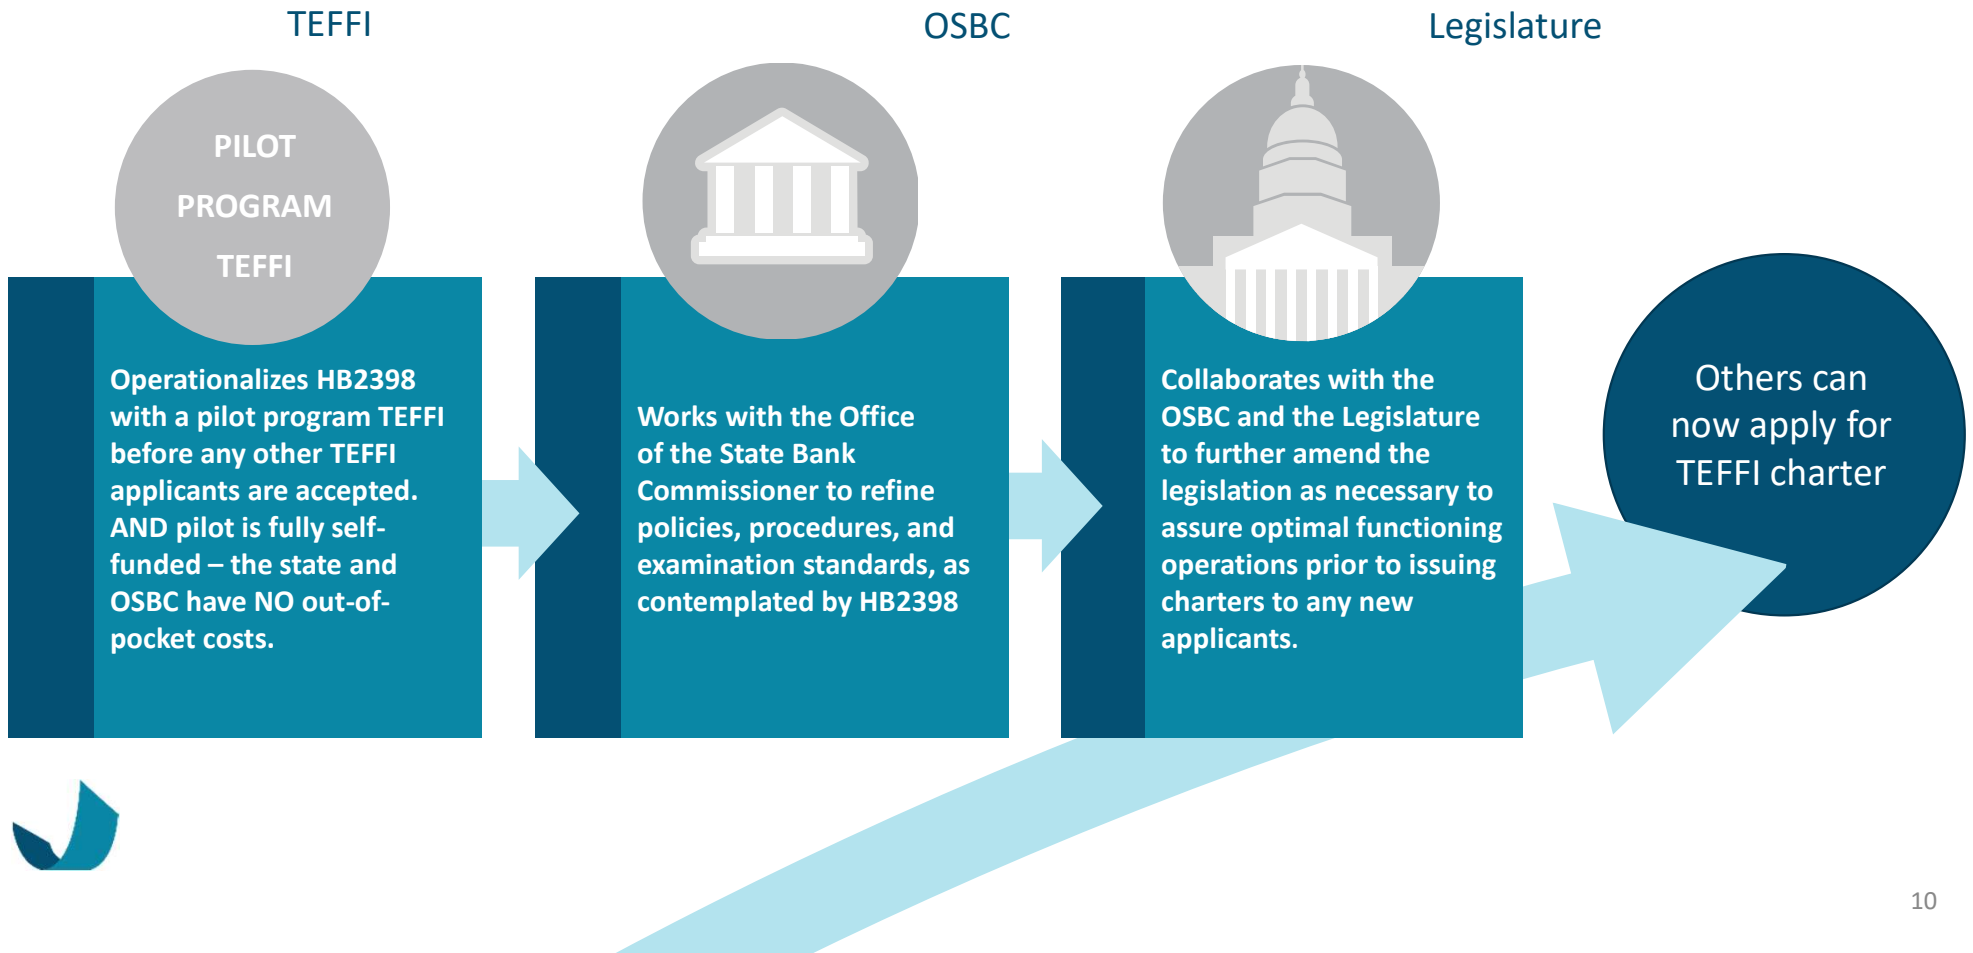 TEFFI
OSBC
Legislature
PILOT
PROGRAM
TEFFI
Operationalizes HB2398
with a pilot program TEFFI
before any other TEFFI
applicants are accepted.
AND pilot is fully self-
funded – the state and
OSBC have NO out-of-
pocket costs.
Works with the Office
of the State Bank
Commissioner to refine
policies, procedures, and
examination standards, as
contemplated by HB2398
Collaborates with the
OSBC and the Legislature
to further amend the
legislation as necessary to
assure optimal functioning
operations prior to issuing
charters to any new
applicants.
Others can
now apply for
TEFFI charter
10